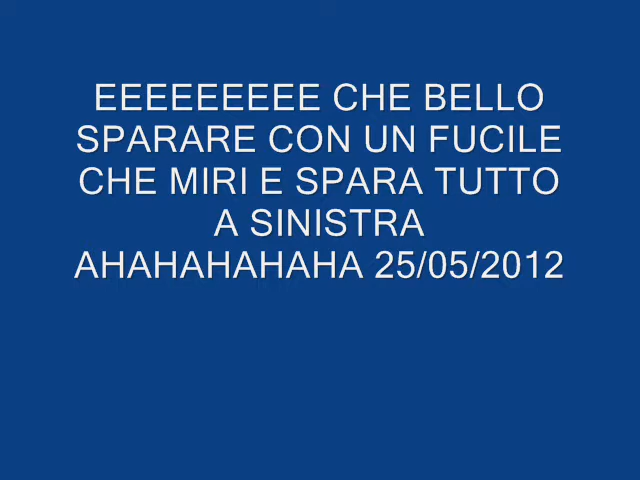 EEEEEEEEE CHE BELLO
SPARARE CON UN FUCILE
CHE MIRI E SPARA TUTTO
A SINISTRA
AHAHAHAHAHA 25/05/2012